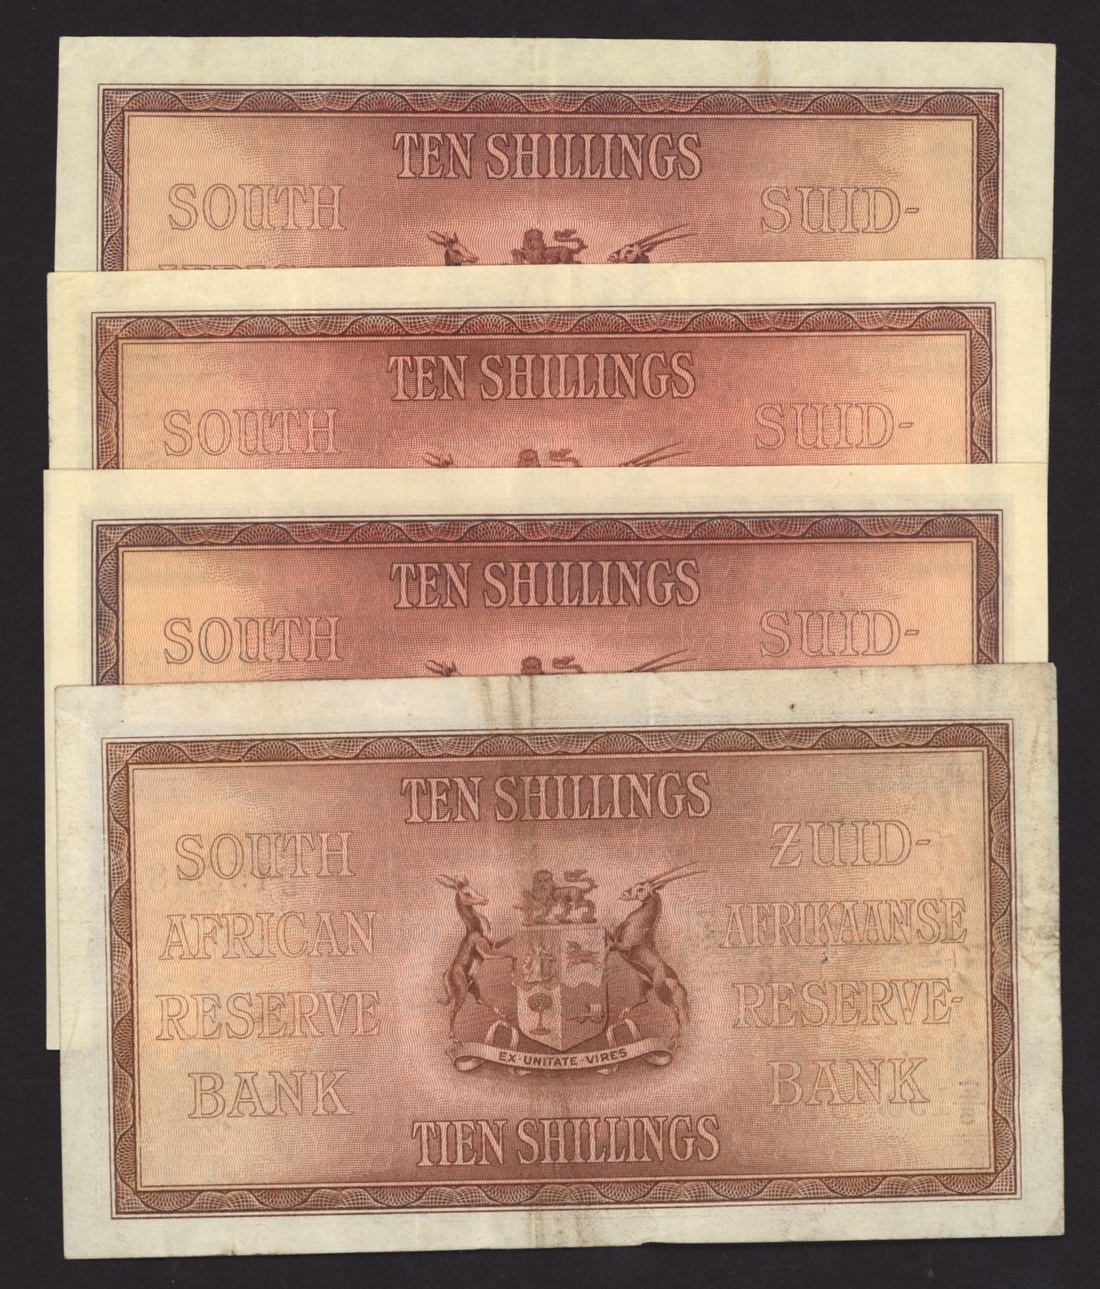 TEN SHILLINGS
SOUTH SUID-
TEN SHILLINGS
SOUTH SUID-
TEN SHILLINGS
SOUTH SUID-
TEN SHILLINGS
SOUTH ZUID-
AFRICAN AFRIKAANSE
RESERVE RESERVE-
BANK BANK
EX·UNITATE·VIRES
TIEN SHILLINGS